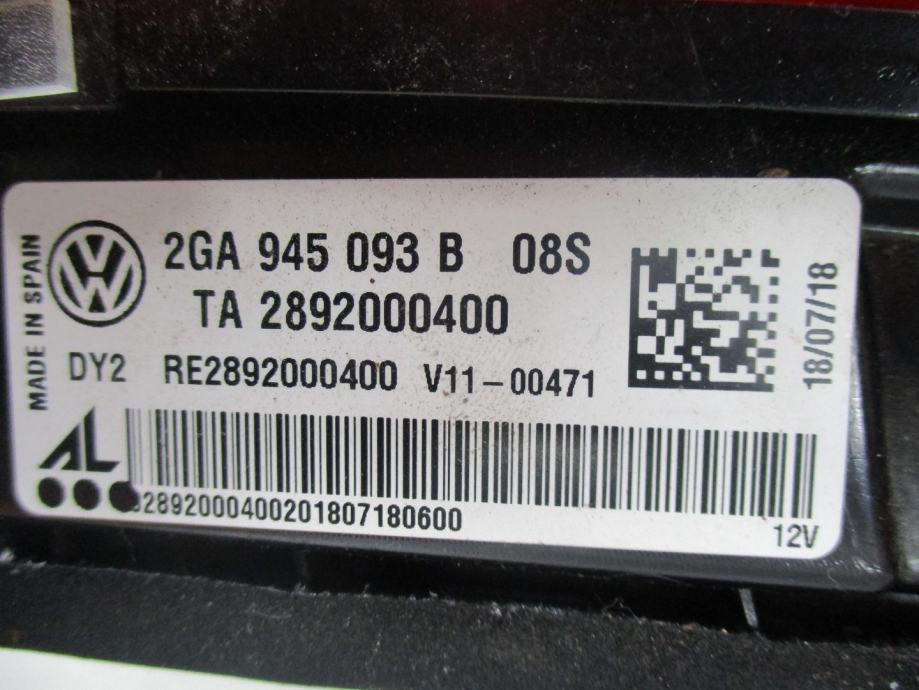 MADE IN SPAIN
2GA 945 093 B 08S
TA 2892000400
DY2 RE2892000400 V11-00471
18/07/18
AL
2892000400201807180600
12V